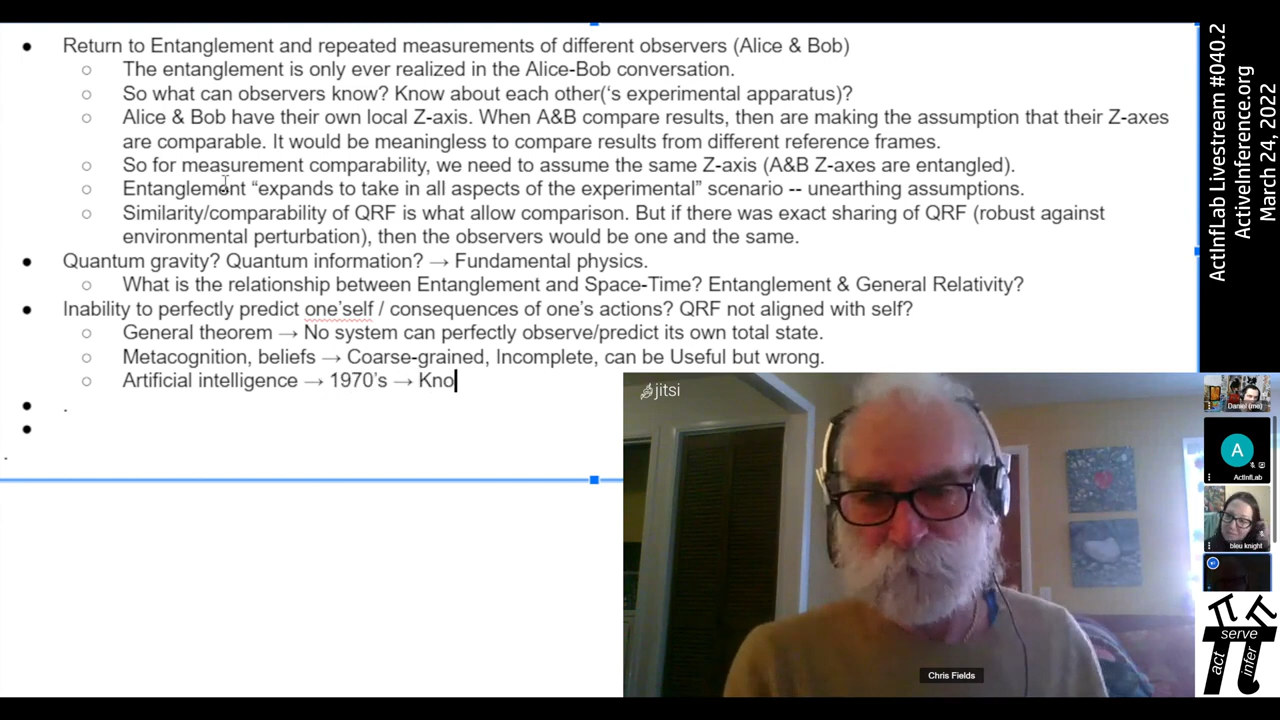 ● Return to Entanglement and repeated measurements of different observers (Alice & Bob)
○ The entanglement is only ever realized in the Alice-Bob conversation.
○ So what can observers know? Know about each other(‘s experimental apparatus)?
○ Alice & Bob have their own local Z-axis. When A&B compare results, then are making the assumption that their Z-axes
are comparable. It would be meaningless to compare results from different reference frames.
○ So for measurement comparability, we need to assume the same Z-axis (A&B Z-axes are entangled).
○ Entanglement “expands to take in all aspects of the experimental” scenario -- unearthing assumptions.
○ Similarity/comparability of QRF is what allow comparison. But if there was exact sharing of QRF (robust against
environmental perturbation), then the observers would be one and the same.
● Quantum gravity? Quantum information? → Fundamental physics.
○ What is the relationship between Entanglement and Space-Time? Entanglement & General Relativity?
● Inability to perfectly predict one’self / consequences of one’s actions? QRF not aligned with self?
○ General theorem → No system can perfectly observe/predict its own total state.
○ Metacognition, beliefs → Coarse-grained, Incomplete, can be Useful but wrong.
○ Artificial intelligence → 1970’s → Kno
● .
●
.
jitsi
Chris Fields
ActInfLab Livestream #040.2
ActiveInference.org
March 24, 2022
Daniel (me)
A
ActInfLab
bleu knight
serve
act
infer